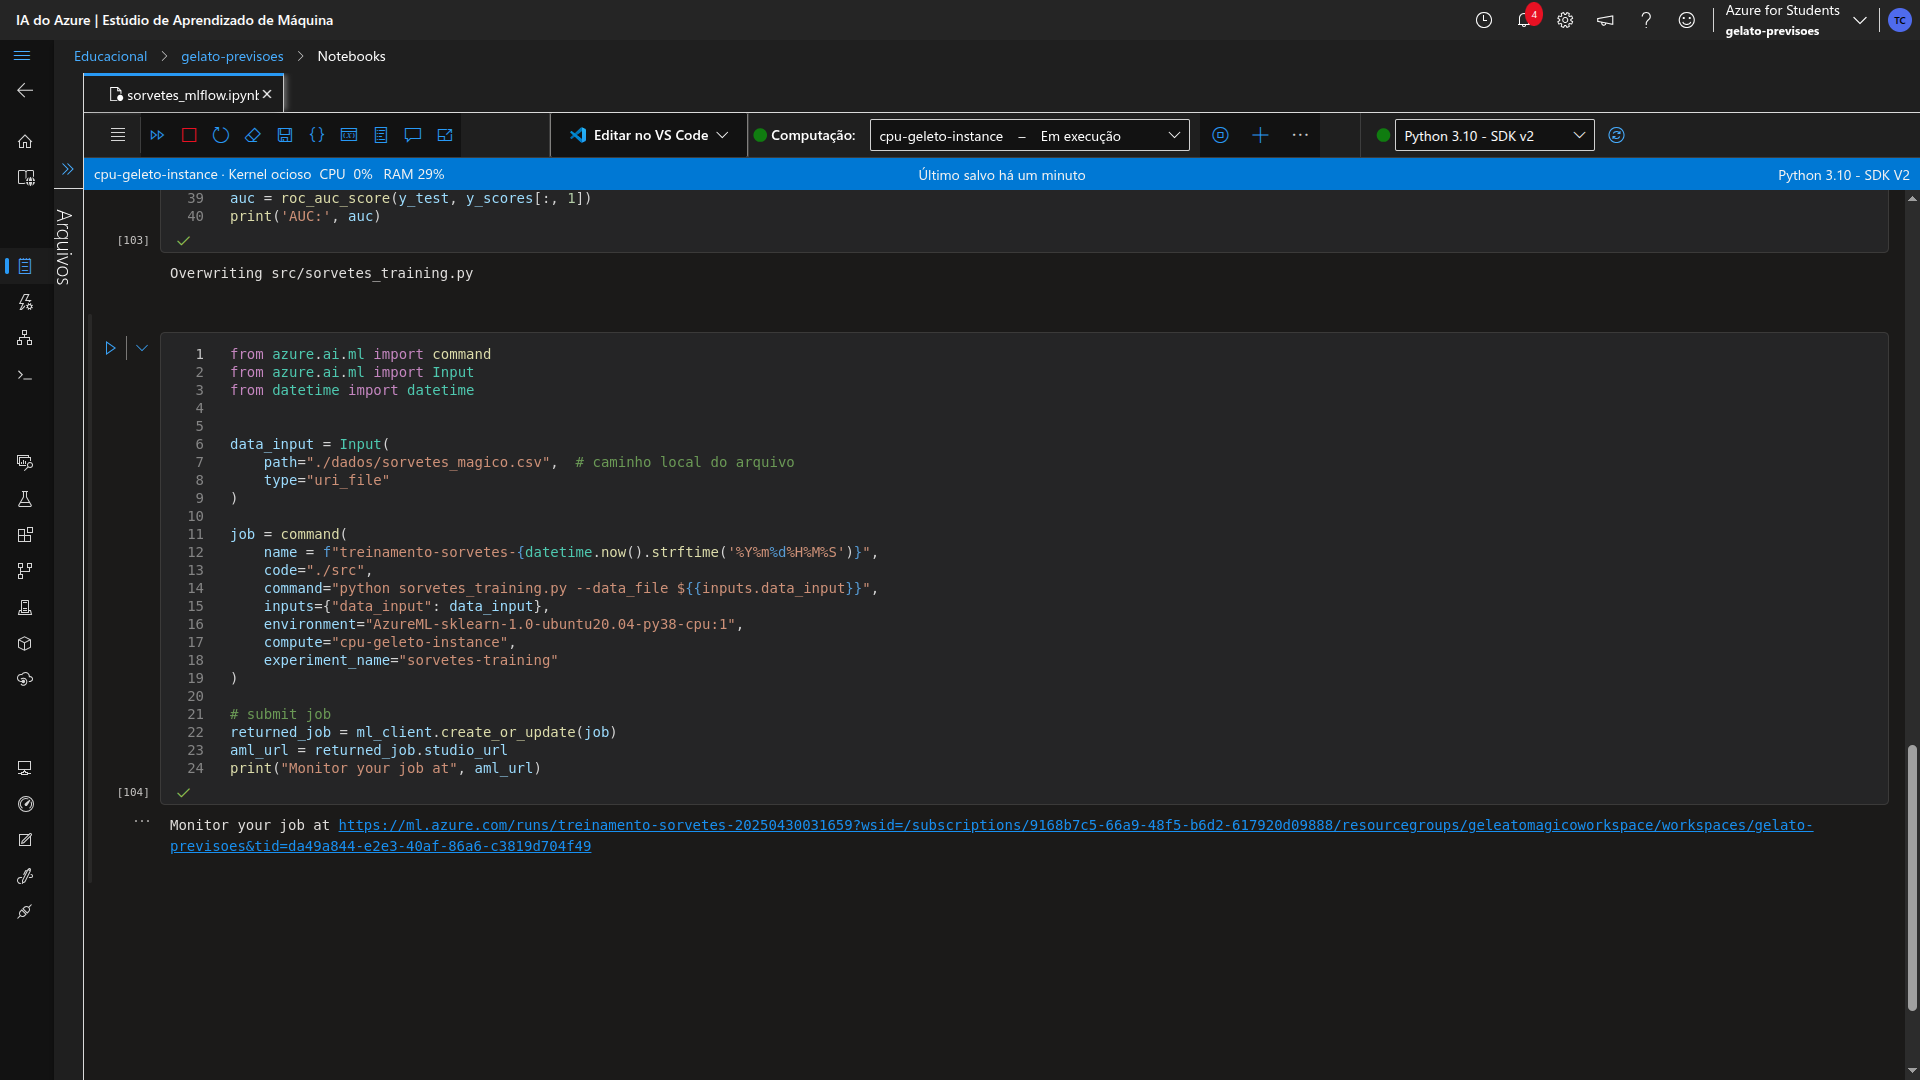 IA do Azure | Estúdio de Aprendizado de Máquina
4
Azure for Students
gelato-previsoes
TC
Educacional > gelato-previsoes > Notebooks
sorvetes_mlflow.ipynb
Editar no VS Code
Computação:
cpu-geleto-instance – Em execução
Python 3.10 - SDK v2
cpu-geleto-instance · Kernel ocioso CPU 0% RAM 29%
Último salvo há um minuto
Python 3.10 - SDK V2
Arquivos
39 auc = roc_auc_score(y_test, y_scores[:, 1])
40 print('AUC:', auc)
[103]
Overwriting src/sorvetes_training.py
1 from azure.ai.ml import command
2 from azure.ai.ml import Input
3 from datetime import datetime
4
5
6 data_input = Input(
7     path="./dados/sorvetes_magico.csv",  # caminho local do arquivo
8     type="uri_file"
9 )
10
11 job = command(
12     name = f"treinamento-sorvetes-{datetime.now().strftime('%Y%m%d%H%M%S')}",
13     code="./src",
14     command="python sorvetes_training.py --data_file ${{inputs.data_input}}",
15     inputs={"data_input": data_input},
16     environment="AzureML-sklearn-1.0-ubuntu20.04-py38-cpu:1",
17     compute="cpu-geleto-instance",
18     experiment_name="sorvetes-training"
19 )
20
21 # submit job
22 returned_job = ml_client.create_or_update(job)
23 aml_url = returned_job.studio_url
24 print("Monitor your job at", aml_url)
[104]
Monitor your job at https://ml.azure.com/runs/treinamento-sorvetes-20250430031659?wsid=/subscriptions/9168b7c5-66a9-48f5-b6d2-617920d09888/resourcegroups/geleatomagicoworkspace/workspaces/gelato-
previsoes&tid=da49a844-e2e3-40af-86a6-c3819d704f49